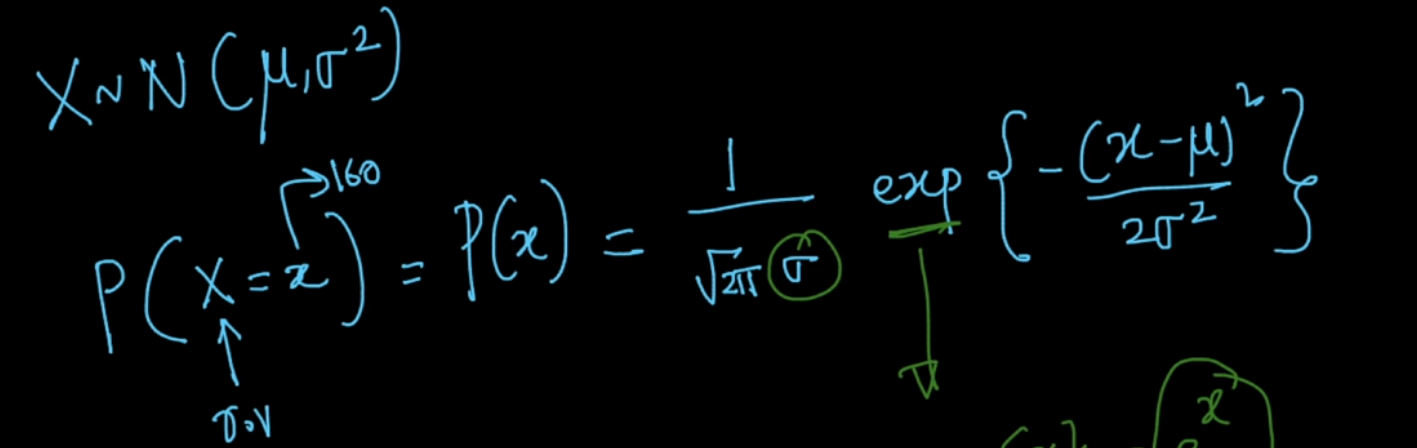 X ~ N(μ, σ²)
→160
P(X = x) = P(x) = 1/(√2π σ) exp{-(x-μ)²/2σ²}
r.v
x